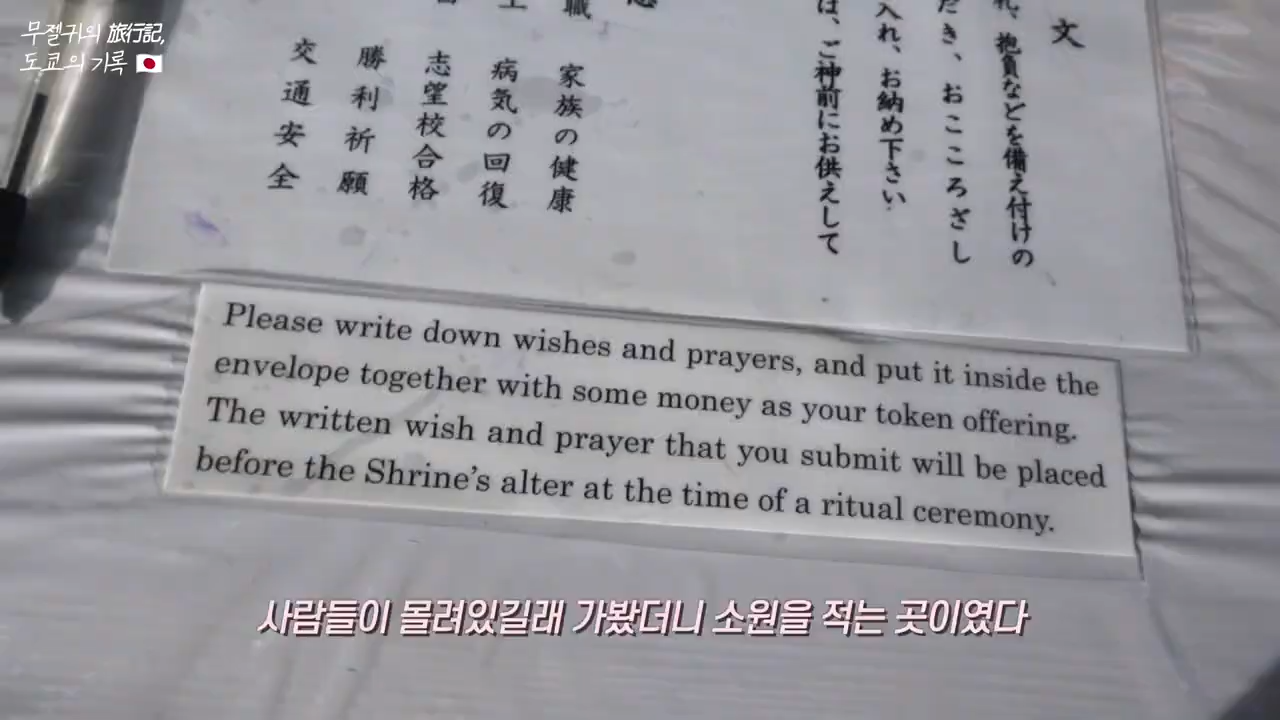 무젤귀의 旅行記,
도쿄의 기록
文
抱負などを備え付けの
だき、おこころざし
入れ、お納め下さい
は、ご神前にお供えして
家族の健康
病気の回復
志望校合格
勝利祈願
交通安全
Please write down wishes and prayers, and put it inside the
envelope together with some money as your token offering.
The written wish and prayer that you submit will be placed
before the Shrine's alter at the time of a ritual ceremony.
사람들이 몰려있길래 가봤더니 소원을 적는 곳이였다